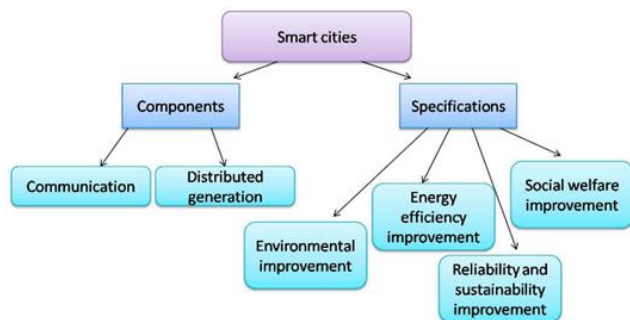 Smart cities
Components
Specifications
Communication
Distributed
generation
Environmental
improvement
Energy
efficiency
improvement
Reliability and
sustainability
improvement
Social welfare
improvement